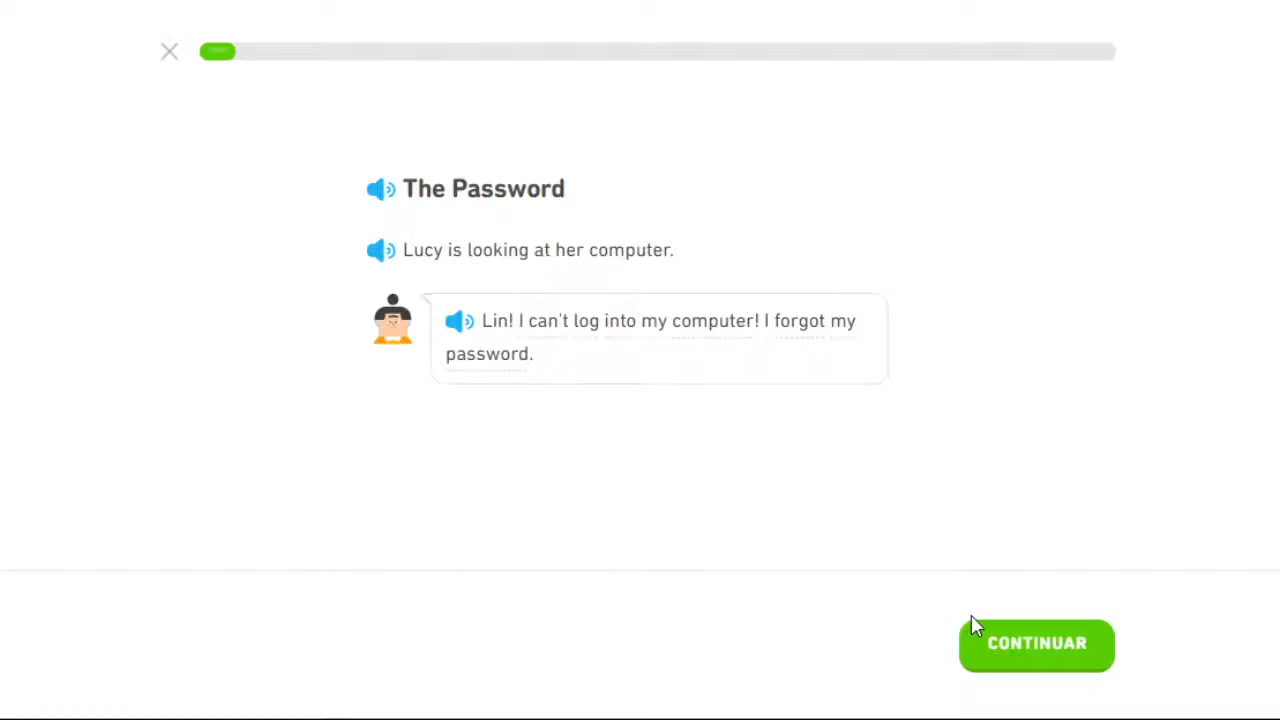 The Password
Lucy is looking at her computer.
Lin! I can't log into my computer! I forgot my
password.
CONTINUAR